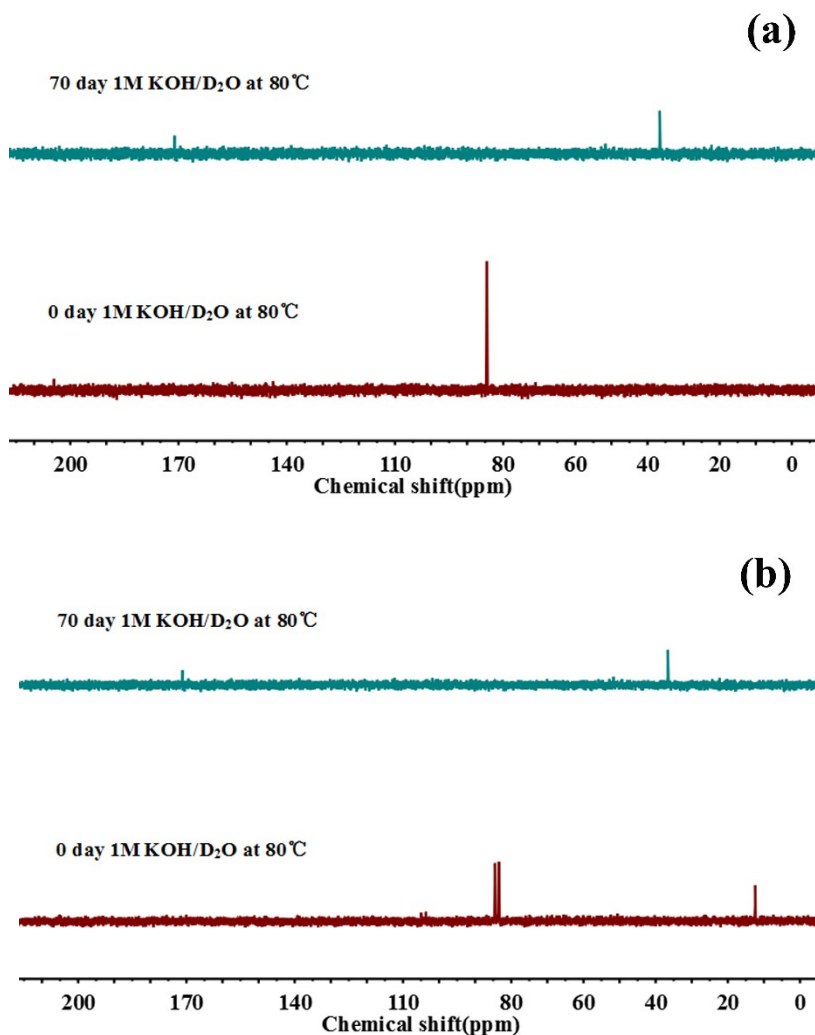 (a)
70 day 1M KOH/D₂O at 80℃
0 day 1M KOH/D₂O at 80℃
200 170 140 110 80 60 40 20 0
Chemical shift(ppm)
(b)
70 day 1M KOH/D₂O at 80℃
0 day 1M KOH/D₂O at 80℃
200 170 140 110 80 60 40 20 0
Chemical shift(ppm)